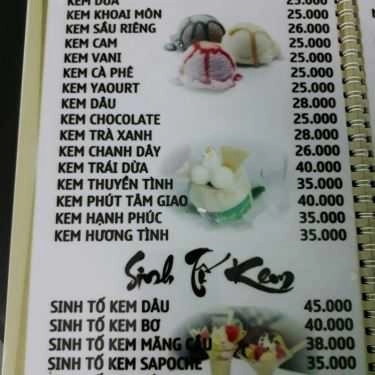 KEM DỪA 25.000
KEM KHOAI MÔN 25.000
KEM SẦU RIÊNG 26.000
KEM CAM 25.000
KEM VANI 25.000
KEM CÀ PHÊ 25.000
KEM YAOURT 25.000
KEM DÂU 28.000
KEM CHOCOLATE 25.000
KEM TRÀ XANH 28.000
KEM CHANH DÂY 26.000
KEM TRÁI DỪA 40.000
KEM THUYỀN TÌNH 35.000
KEM PHÚT TÂM GIAO 40.000
KEM HẠNH PHÚC 35.000
KEM HƯƠNG TÌNH 35.000
Sinh Tố Kem
SINH TỐ KEM DÂU 45.000
SINH TỐ KEM BƠ 40.000
SINH TỐ KEM MÃNG CẦU 38.000
SINH TỐ KEM SAPOCHE 35.000